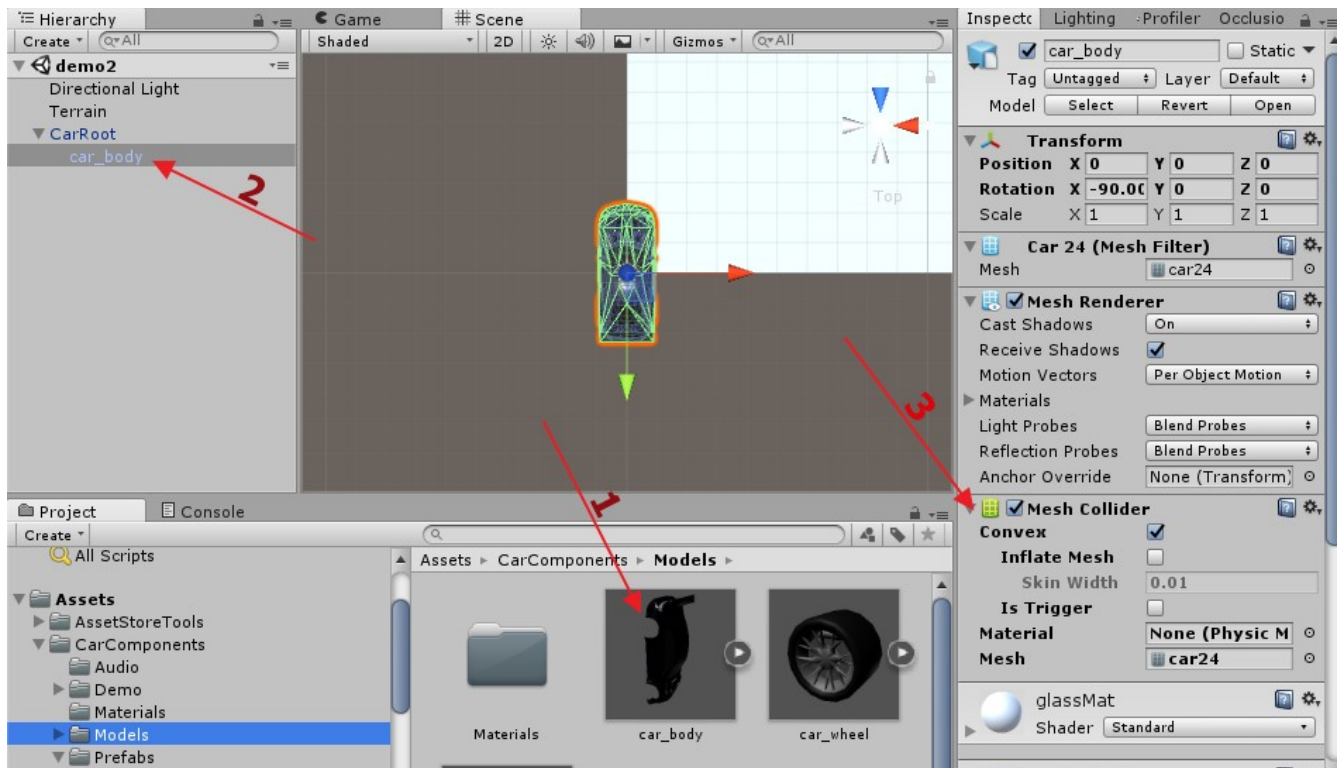 Hierarchy
Create All
demo2
Directional Light
Terrain
CarRoot
car_body
2
Game Scene
Shaded 2D Gizmos All
Top
1
3
Project Console
Create
All Scripts
Assets
AssetStoreTools
CarComponents
Audio
Demo
Materials
Models
Prefabs
Assets CarComponents Models
Materials car_body car_wheel
Inspectc Lighting Profiler Occlusio
car_body Static
Tag Untagged Layer Default
Model Select Revert Open
Transform
Position X 0 Y 0 Z 0
Rotation X -90.00 Y 0 Z 0
Scale X 1 Y 1 Z 1
Car 24 (Mesh Filter)
Mesh car24
Mesh Renderer
Cast Shadows On
Receive Shadows
Motion Vectors Per Object Motion
Materials
Light Probes Blend Probes
Reflection Probes Blend Probes
Anchor Override None (Transform)
Mesh Collider
Convex
Inflate Mesh
Skin Width 0.01
Is Trigger
Material None (Physic M
Mesh car24
glassMat
Shader Standard